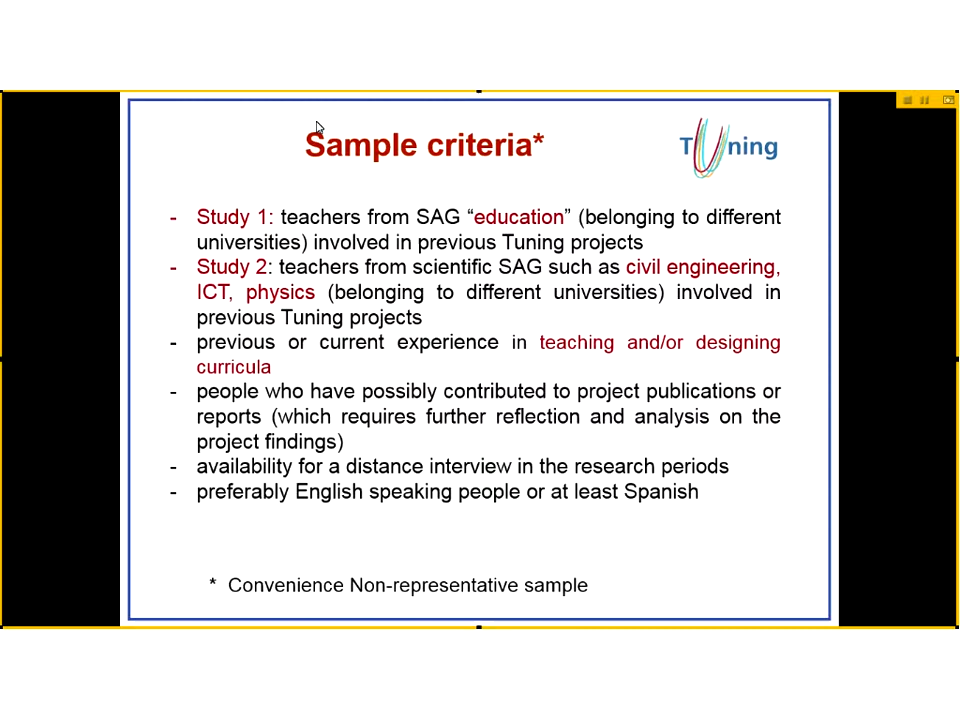 Sample criteria*
TUning
- Study 1: teachers from SAG “education” (belonging to different
universities) involved in previous Tuning projects
- Study 2: teachers from scientific SAG such as civil engineering,
ICT, physics (belonging to different universities) involved in
previous Tuning projects
- previous or current experience in teaching and/or designing
curricula
- people who have possibly contributed to project publications or
reports (which requires further reflection and analysis on the
project findings)
- availability for a distance interview in the research periods
- preferably English speaking people or at least Spanish
* Convenience Non-representative sample